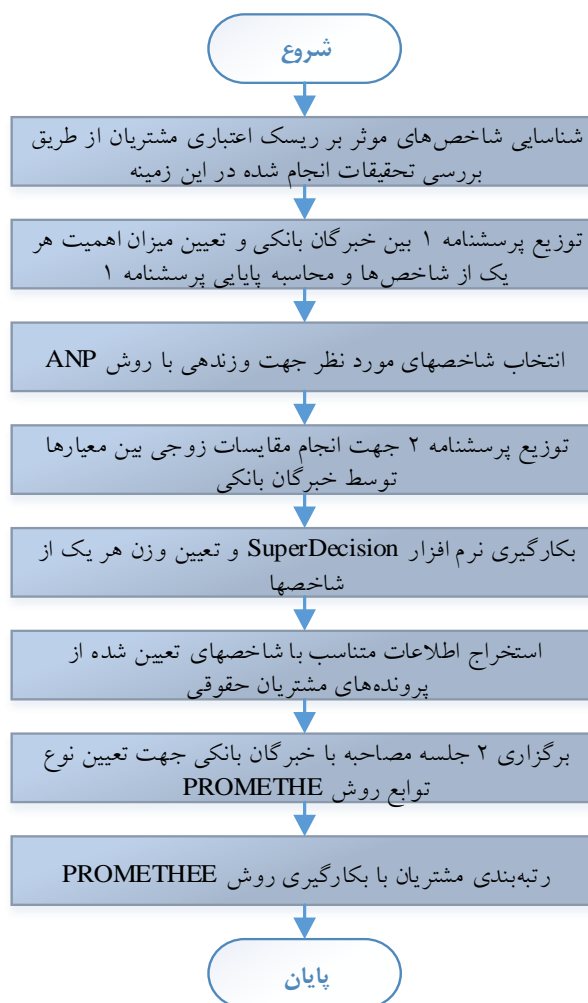 شروع
شناسایی شاخص‌های موثر بر ریسک اعتباری مشتریان از طریق
بررسی تحقیقات انجام شده در این زمینه
توزیع پرسشنامه ۱ بین خبرگان بانکی و تعیین میزان اهمیت هر
یک از شاخص‌ها و محاسبه پایایی پرسشنامه ۱
انتخاب شاخصهای مورد نظر جهت وزندهی با روش ANP
توزیع پرسشنامه ۲ جهت انجام مقایسات زوجی بین معیارها
توسط خبرگان بانکی
بکارگیری نرم افزار SuperDecision و تعیین وزن هر یک از
شاخصها
استخراج اطلاعات متناسب با شاخصهای تعیین شده از
پرونده‌های مشتریان حقوقی
برگزاری ۲ جلسه مصاحبه با خبرگان بانکی جهت تعیین نوع
توابع روش PROMETHE
رتبه‌بندی مشتریان با بکارگیری روش PROMETHEE
پایان